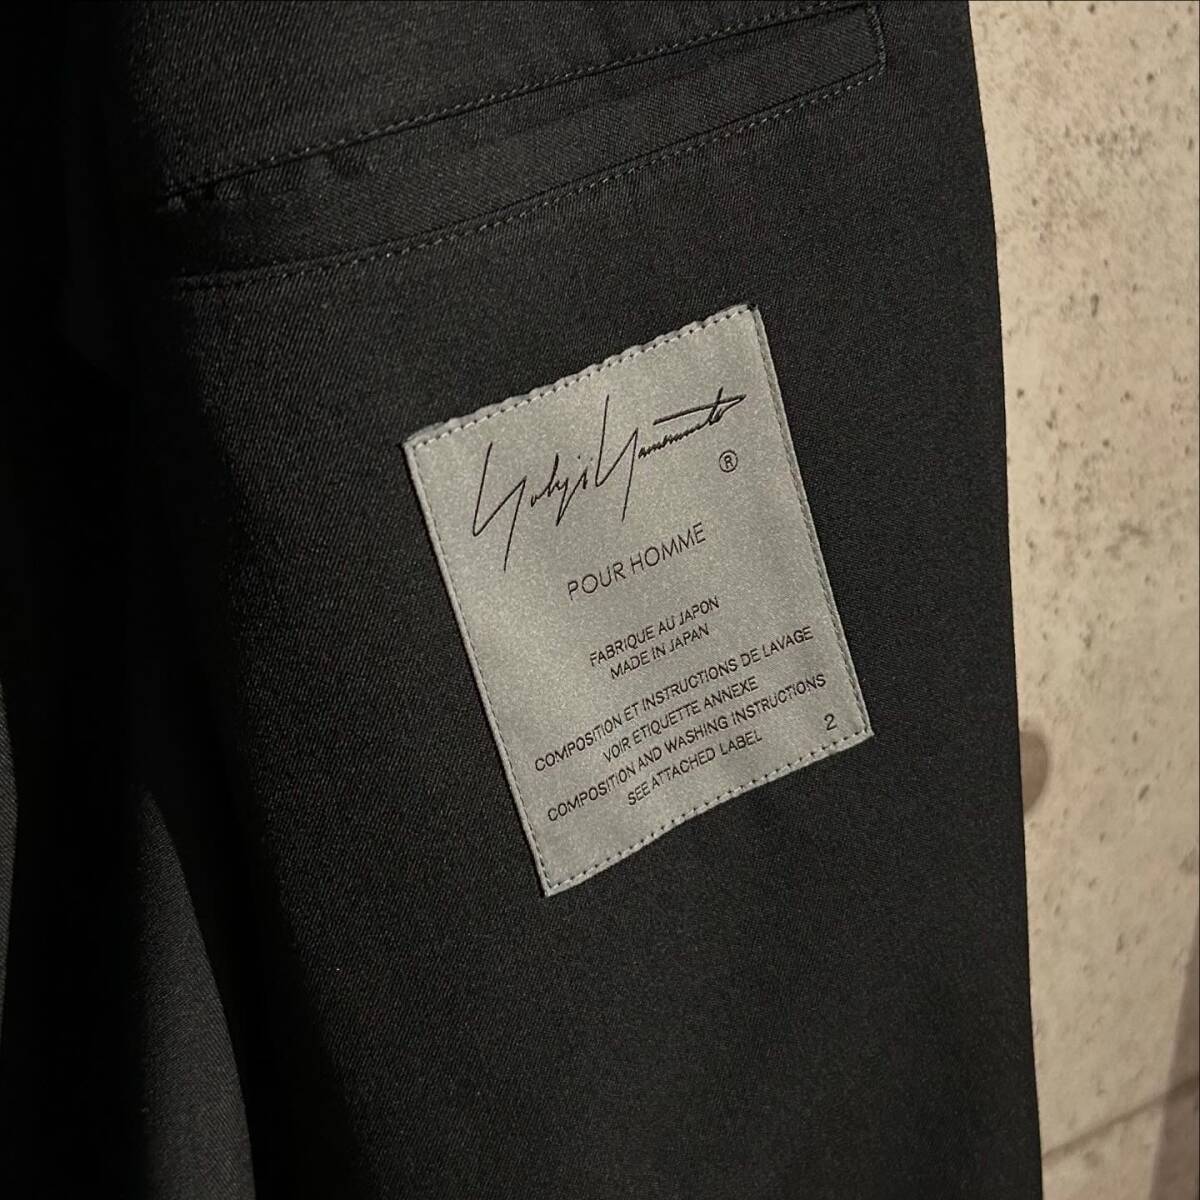 Yohji Yamamoto
®
POUR HOMME
FABRIQUE AU JAPON
MADE IN JAPAN
COMPOSITION ET INSTRUCTIONS DE LAVAGE
VOIR ETIQUETTE ANNEXE
COMPOSITION AND WASHING INSTRUCTIONS
SEE ATTACHED LABEL
2